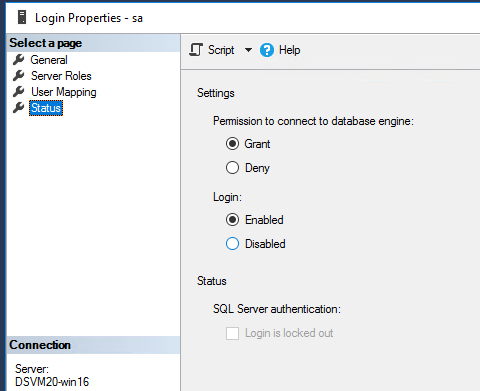 Login Properties - sa
Select a page
General
Server Roles
User Mapping
Status
Script
Help
Settings
Permission to connect to database engine:
Grant
Deny
Login:
Enabled
Disabled
Status
SQL Server authentication:
Login is locked out
Connection
Server:
DSVM20-win16